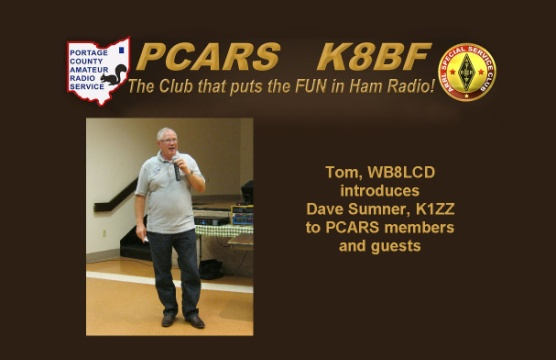 PORTAGE
COUNTY
AMATEUR
RADIO
SERVICE
PCARS K8BF
The Club that puts the FUN in Ham Radio!
ARRL SPECIAL SERVICE CLUB
Tom, WB8LCD
introduces
Dave Sumner, K1ZZ
to PCARS members
and guests